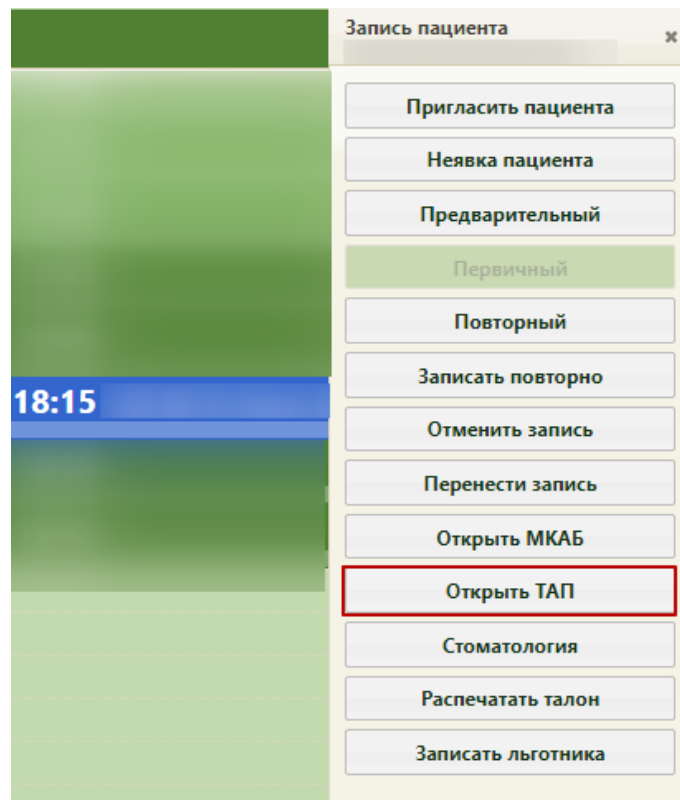 Запись пациента
Пригласить пациента
Неявка пациента
Предварительный
Первичный
Повторный
Записать повторно
18:15
Отменить запись
Перенести запись
Открыть МКАБ
Открыть ТАП
Стоматология
Распечатать талон
Записать льготника